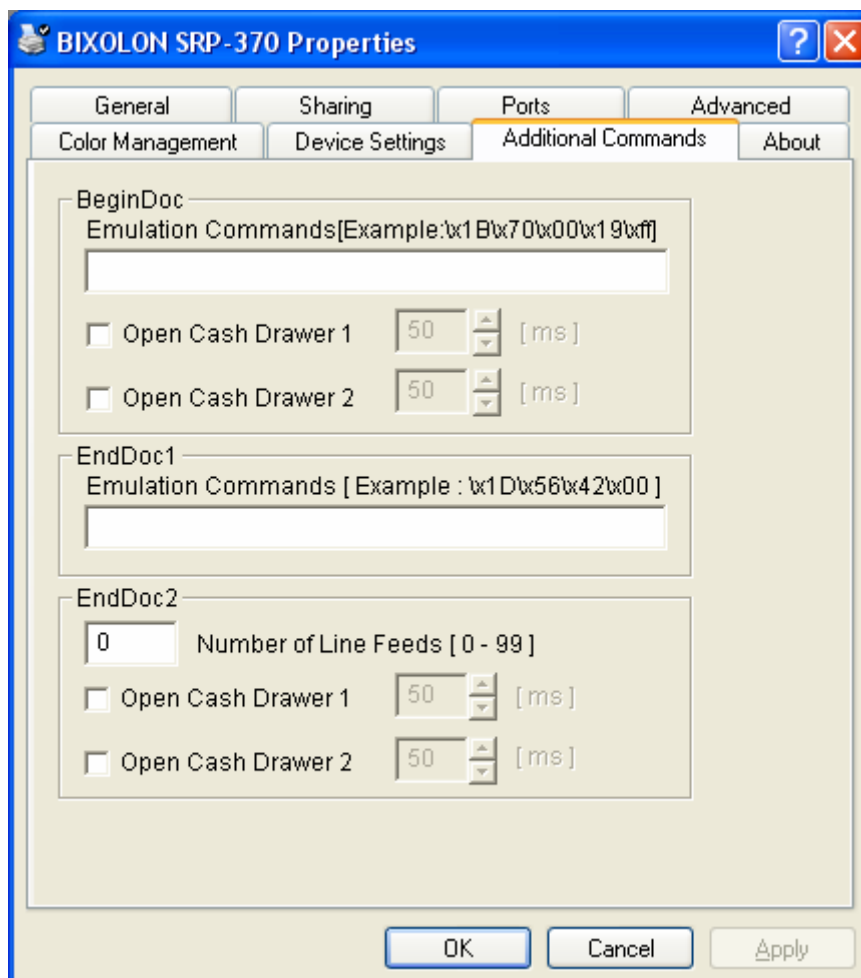 BIXOLON SRP-370 Properties
General Sharing Ports Advanced
Color Management Device Settings Additional Commands About
BeginDoc
Emulation Commands[Example:\x1B\x70\x00\x19\xff]
Open Cash Drawer 1 50 [ ms ]
Open Cash Drawer 2 50 [ ms ]
EndDoc1
Emulation Commands [ Example : \x1D\x56\x42\x00 ]
EndDoc2
0 Number of Line Feeds [ 0 - 99 ]
Open Cash Drawer 1 50 [ ms ]
Open Cash Drawer 2 50 [ ms ]
OK Cancel Apply